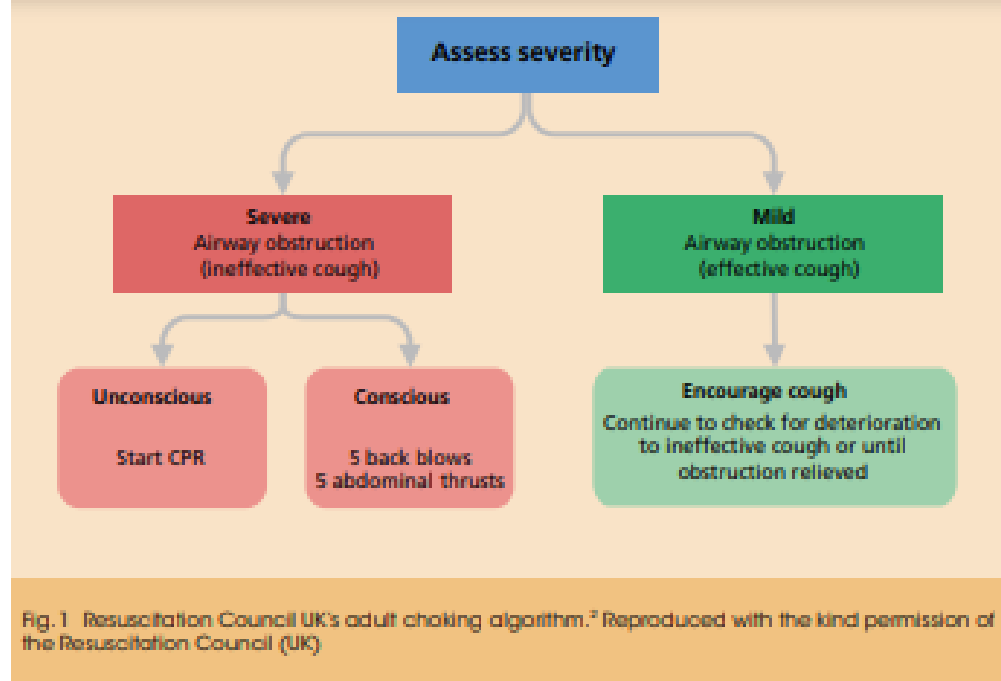 Assess severity
Severe
Airway obstruction
(ineffective cough)
Mild
Airway obstruction
(effective cough)
Unconscious
Start CPR
Conscious
5 back blows
5 abdominal thrusts
Encourage cough
Continue to check for deterioration
to ineffective cough or until
obstruction relieved
Fig. 1 Resuscitation Council UK's adult choking algorithm.² Reproduced with the kind permission of
the Resuscitation Council (UK)